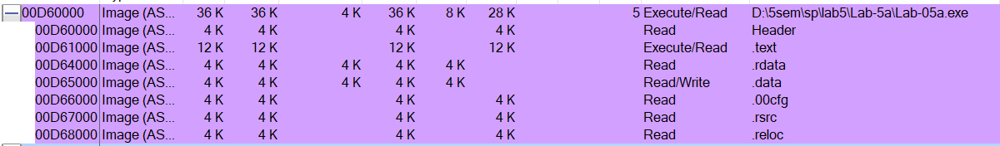 00D60000 Image (AS... 36 K 36 K 4 K 36 K 8 K 28 K 5 Execute/Read D:\5sem\sp\lab5\Lab-5a\Lab-05a.exe
00D60000 Image (AS... 4 K 4 K 4 K 4 K Read Header
00D61000 Image (AS... 12 K 12 K 12 K 12 K Execute/Read .text
00D64000 Image (AS... 4 K 4 K 4 K 4 K 4 K Read .rdata
00D65000 Image (AS... 4 K 4 K 4 K 4 K 4 K Read/Write .data
00D66000 Image (AS... 4 K 4 K 4 K 4 K Read .00cfg
00D67000 Image (AS... 4 K 4 K 4 K 4 K Read .rsrc
00D68000 Image (AS... 4 K 4 K 4 K 4 K Read .reloc